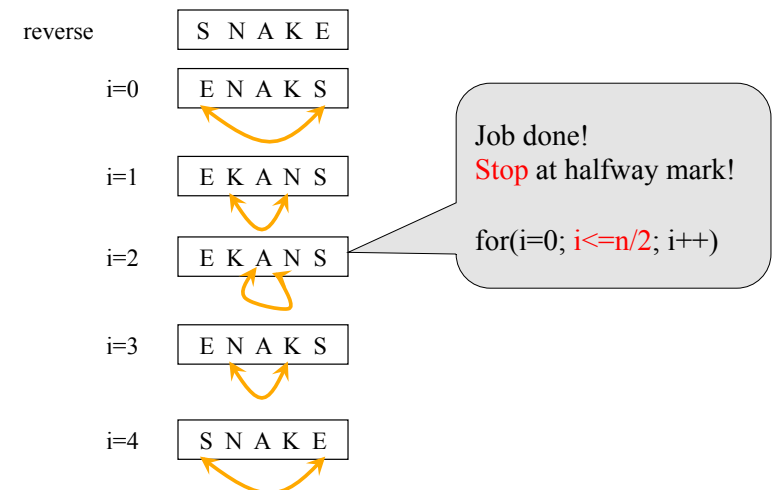 reverse S N A K E
i=0 E N A K S
i=1 E K A N S
i=2 E K A N S
i=3 E N A K S
i=4 S N A K E
Job done!
Stop at halfway mark!
for(i=0; i<=n/2; i++)